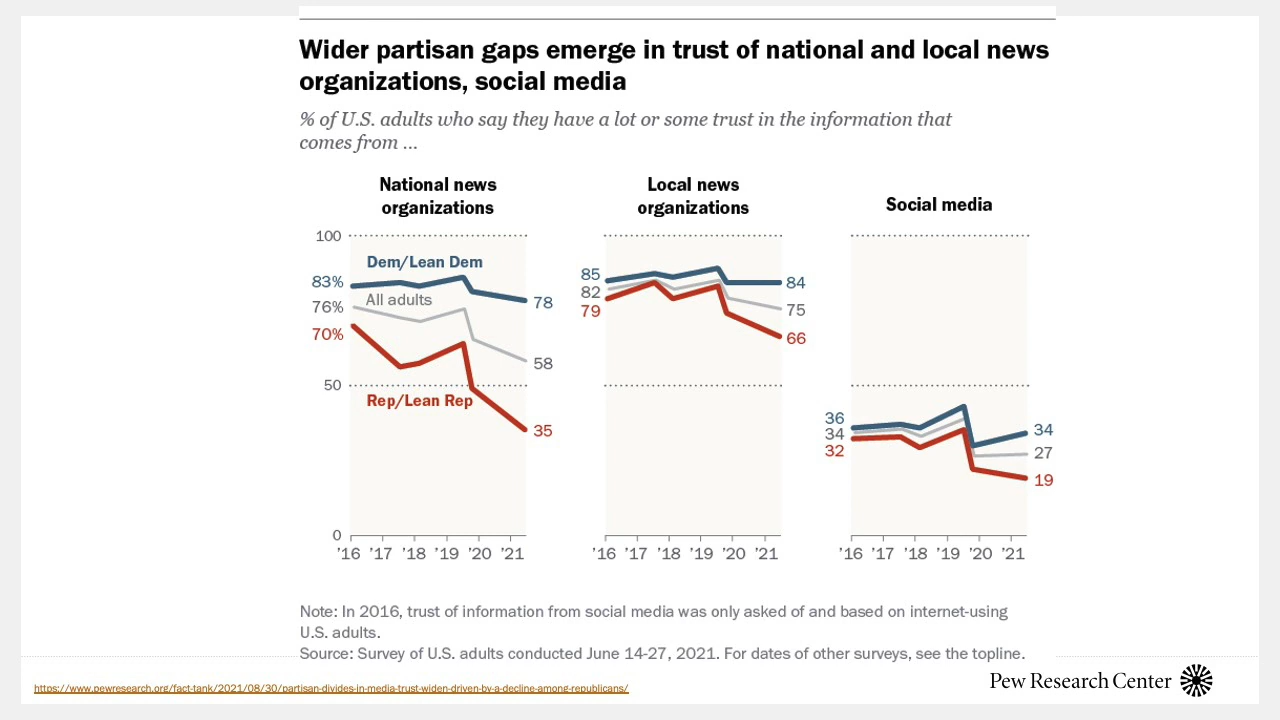 Wider partisan gaps emerge in trust of national and local news
organizations, social media
% of U.S. adults who say they have a lot or some trust in the information that
comes from ...
National news
organizations
Local news
organizations
Social media
100
50
0
Dem/Lean Dem
83%
All adults
76%
70%
Rep/Lean Rep
78
58
35
’16 ’17 ’18 ’19 ’20 ’21
85
82
79
84
75
66
’16 ’17 ’18 ’19 ’20 ’21
36
34
32
34
27
19
’16 ’17 ’18 ’19 ’20 ’21
Note: In 2016, trust of information from social media was only asked of and based on internet-using
U.S. adults.
Source: Survey of U.S. adults conducted June 14-27, 2021. For dates of other surveys, see the topline.
https://www.pewresearch.org/fact-tank/2021/08/30/partisan-divides-in-media-trust-widen-driven-by-a-decline-among-republicans/
Pew Research Center